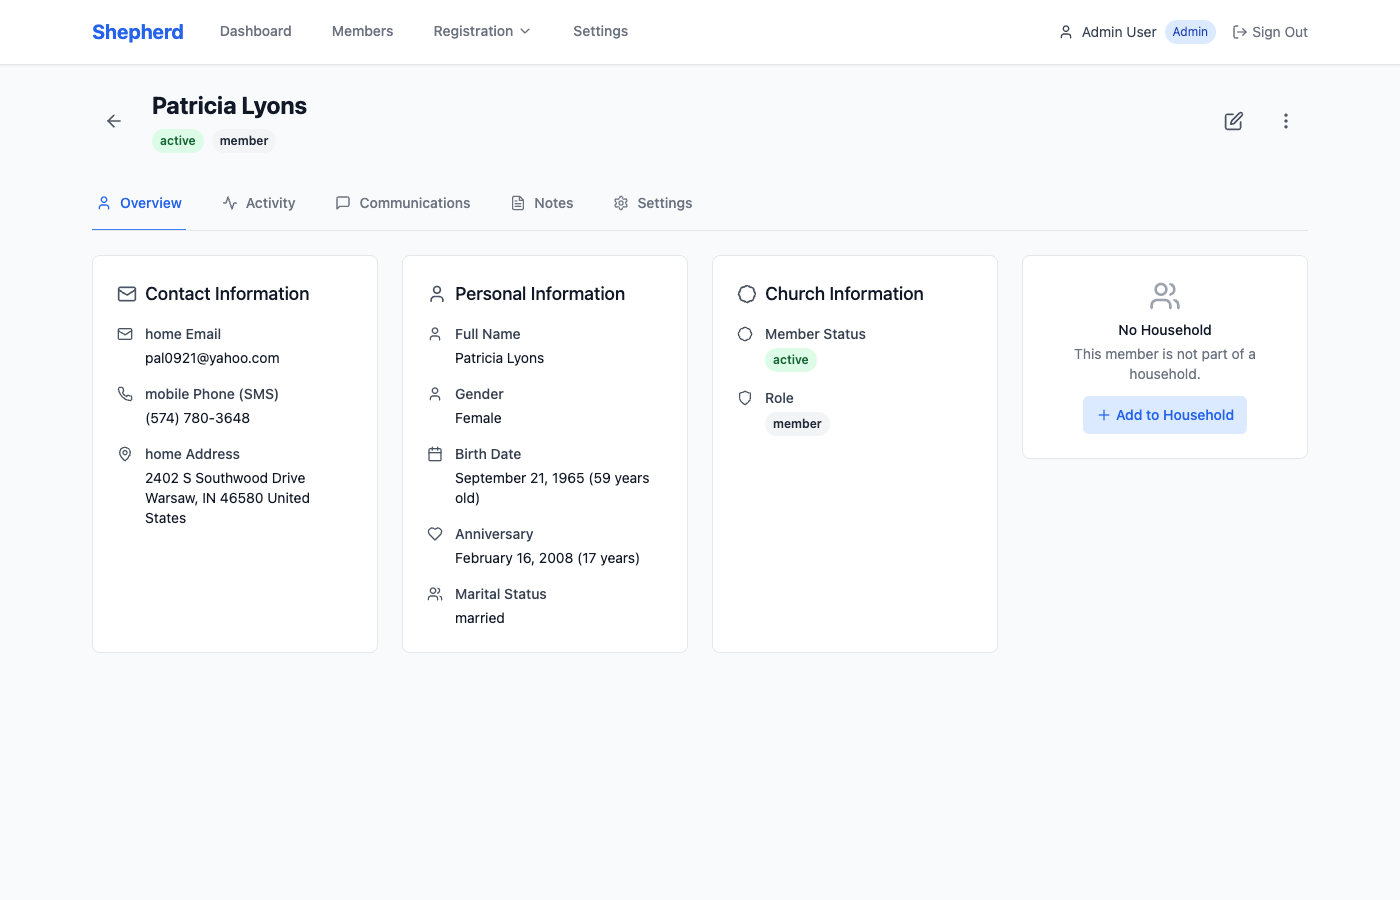 Shepherd
Dashboard
Members
Registration
Settings
Admin User
Admin
Sign Out
Patricia Lyons
active
member
Overview
Activity
Communications
Notes
Settings
Contact Information
home Email
pal0921@yahoo.com
mobile Phone (SMS)
(574) 780-3648
home Address
2402 S Southwood Drive
Warsaw, IN 46580 United
States
Personal Information
Full Name
Patricia Lyons
Gender
Female
Birth Date
September 21, 1965 (59 years
old)
Anniversary
February 16, 2008 (17 years)
Marital Status
married
Church Information
Member Status
active
Role
member
No Household
This member is not part of a
household.
Add to Household